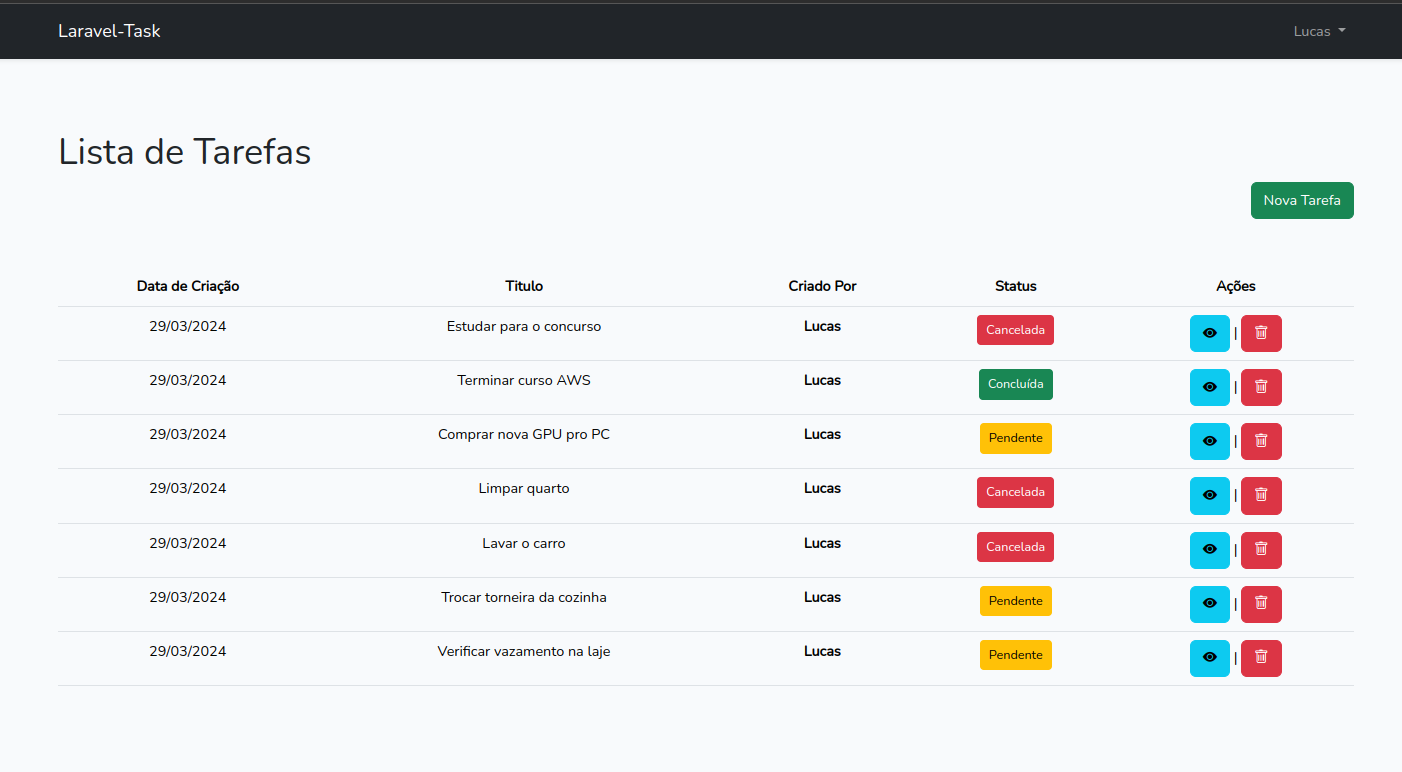 Laravel-Task Lucas
Lista de Tarefas
Nova Tarefa
Data de Criação Titulo Criado Por Status Ações
29/03/2024 Estudar para o concurso Lucas Cancelada |
29/03/2024 Terminar curso AWS Lucas Concluída |
29/03/2024 Comprar nova GPU pro PC Lucas Pendente |
29/03/2024 Limpar quarto Lucas Cancelada |
29/03/2024 Lavar o carro Lucas Cancelada |
29/03/2024 Trocar torneira da cozinha Lucas Pendente |
29/03/2024 Verificar vazamento na laje Lucas Pendente |